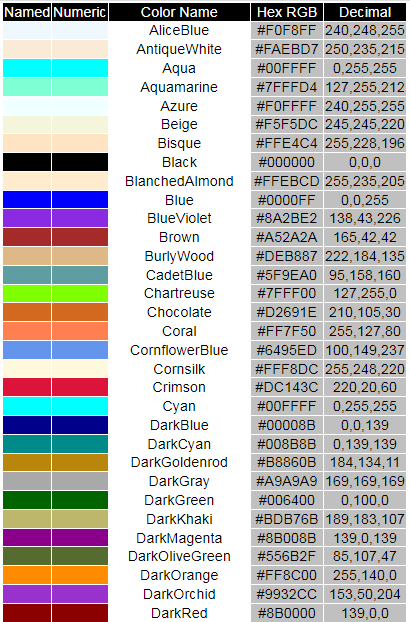 Named Numeric Color Name Hex RGB Decimal
AliceBlue #F0F8FF 240,248,255
AntiqueWhite #FAEBD7 250,235,215
Aqua #00FFFF 0,255,255
Aquamarine #7FFFD4 127,255,212
Azure #F0FFFF 240,255,255
Beige #F5F5DC 245,245,220
Bisque #FFE4C4 255,228,196
Black #000000 0,0,0
BlanchedAlmond #FFEBCD 255,235,205
Blue #0000FF 0,0,255
BlueViolet #8A2BE2 138,43,226
Brown #A52A2A 165,42,42
BurlyWood #DEB887 222,184,135
CadetBlue #5F9EA0 95,158,160
Chartreuse #7FFF00 127,255,0
Chocolate #D2691E 210,105,30
Coral #FF7F50 255,127,80
CornflowerBlue #6495ED 100,149,237
Cornsilk #FFF8DC 255,248,220
Crimson #DC143C 220,20,60
Cyan #00FFFF 0,255,255
DarkBlue #00008B 0,0,139
DarkCyan #008B8B 0,139,139
DarkGoldenrod #B8860B 184,134,11
DarkGray #A9A9A9 169,169,169
DarkGreen #006400 0,100,0
DarkKhaki #BDB76B 189,183,107
DarkMagenta #8B008B 139,0,139
DarkOliveGreen #556B2F 85,107,47
DarkOrange #FF8C00 255,140,0
DarkOrchid #9932CC 153,50,204
DarkRed #8B0000 139,0,0